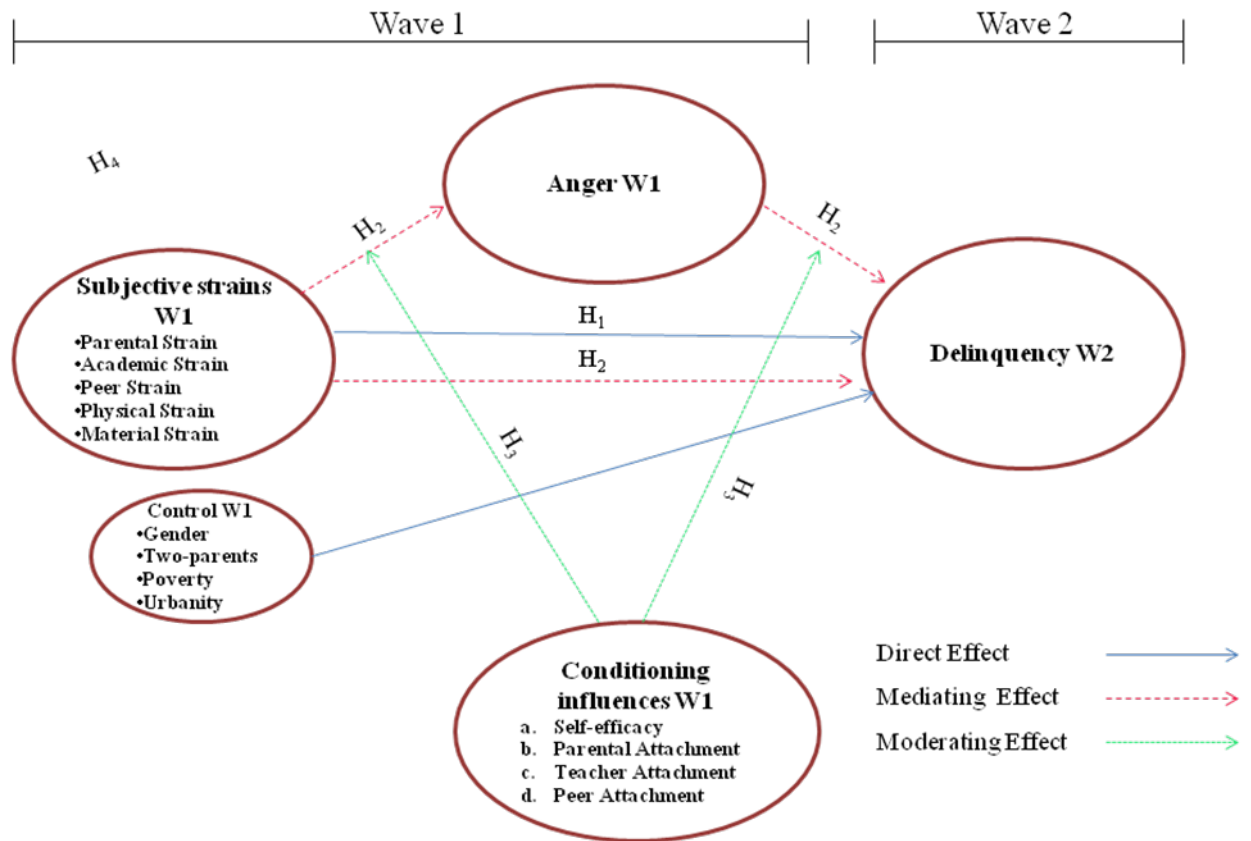 Wave 1
Wave 2
H₄
Anger W1
H₂
H₂
Subjective strains
W1
•Parental Strain
•Academic Strain
•Peer Strain
•Physical Strain
•Material Strain
H₁
H₂
Delinquency W2
H₃
H₃
Control W1
•Gender
•Two-parents
•Poverty
•Urbanity
Conditioning
influences W1
a. Self-efficacy
b. Parental Attachment
c. Teacher Attachment
d. Peer Attachment
Direct Effect
Mediating Effect
Moderating Effect